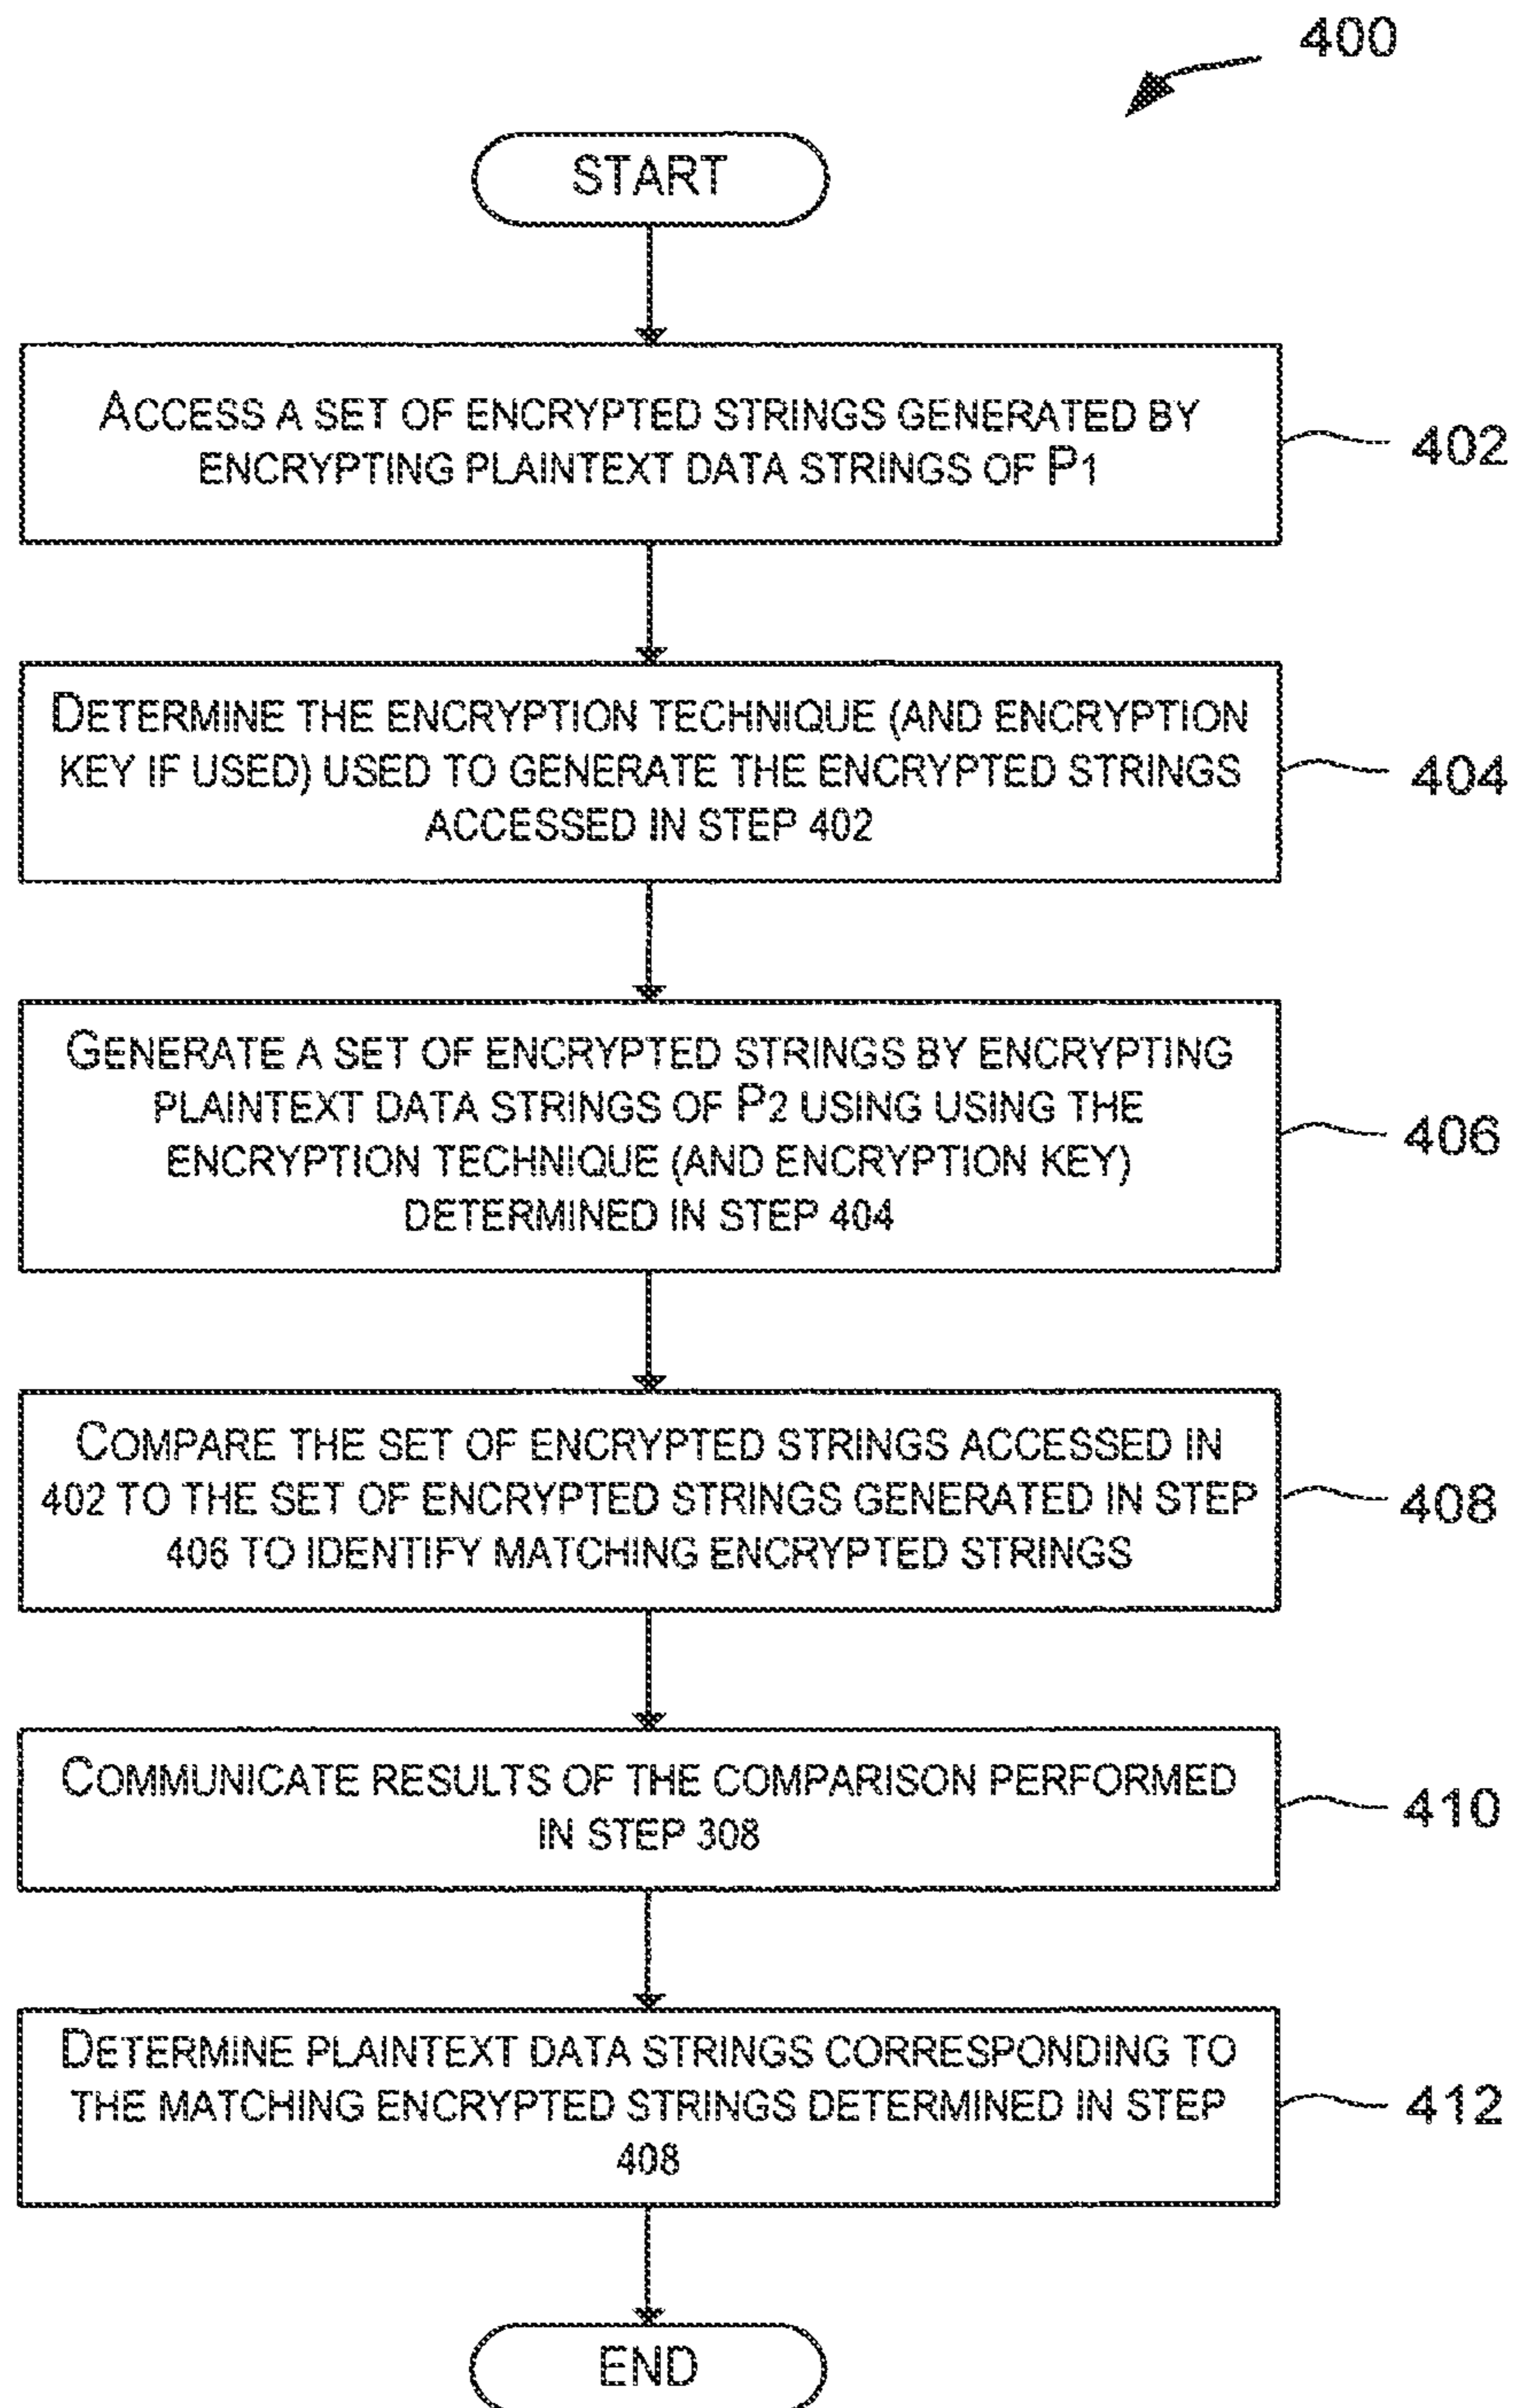 400
START
ACCESS A SET OF ENCRYPTED STRINGS GENERATED BY
ENCRYPTING PLAINTEXT DATA STRINGS OF P1
402
DETERMINE THE ENCRYPTION TECHNIQUE (AND ENCRYPTION
KEY IF USED) USED TO GENERATE THE ENCRYPTED STRINGS
ACCESSED IN STEP 402
404
GENERATE A SET OF ENCRYPTED STRINGS BY ENCRYPTING
PLAINTEXT DATA STRINGS OF P2 USING USING THE
ENCRYPTION TECHNIQUE (AND ENCRYPTION KEY)
DETERMINED IN STEP 404
406
COMPARE THE SET OF ENCRYPTED STRINGS ACCESSED IN
402 TO THE SET OF ENCRYPTED STRINGS GENERATED IN STEP
406 TO IDENTIFY MATCHING ENCRYPTED STRINGS
408
COMMUNICATE RESULTS OF THE COMPARISON PERFORMED
IN STEP 308
410
DETERMINE PLAINTEXT DATA STRINGS CORRESPONDING TO
THE MATCHING ENCRYPTED STRINGS DETERMINED IN STEP
408
412
END